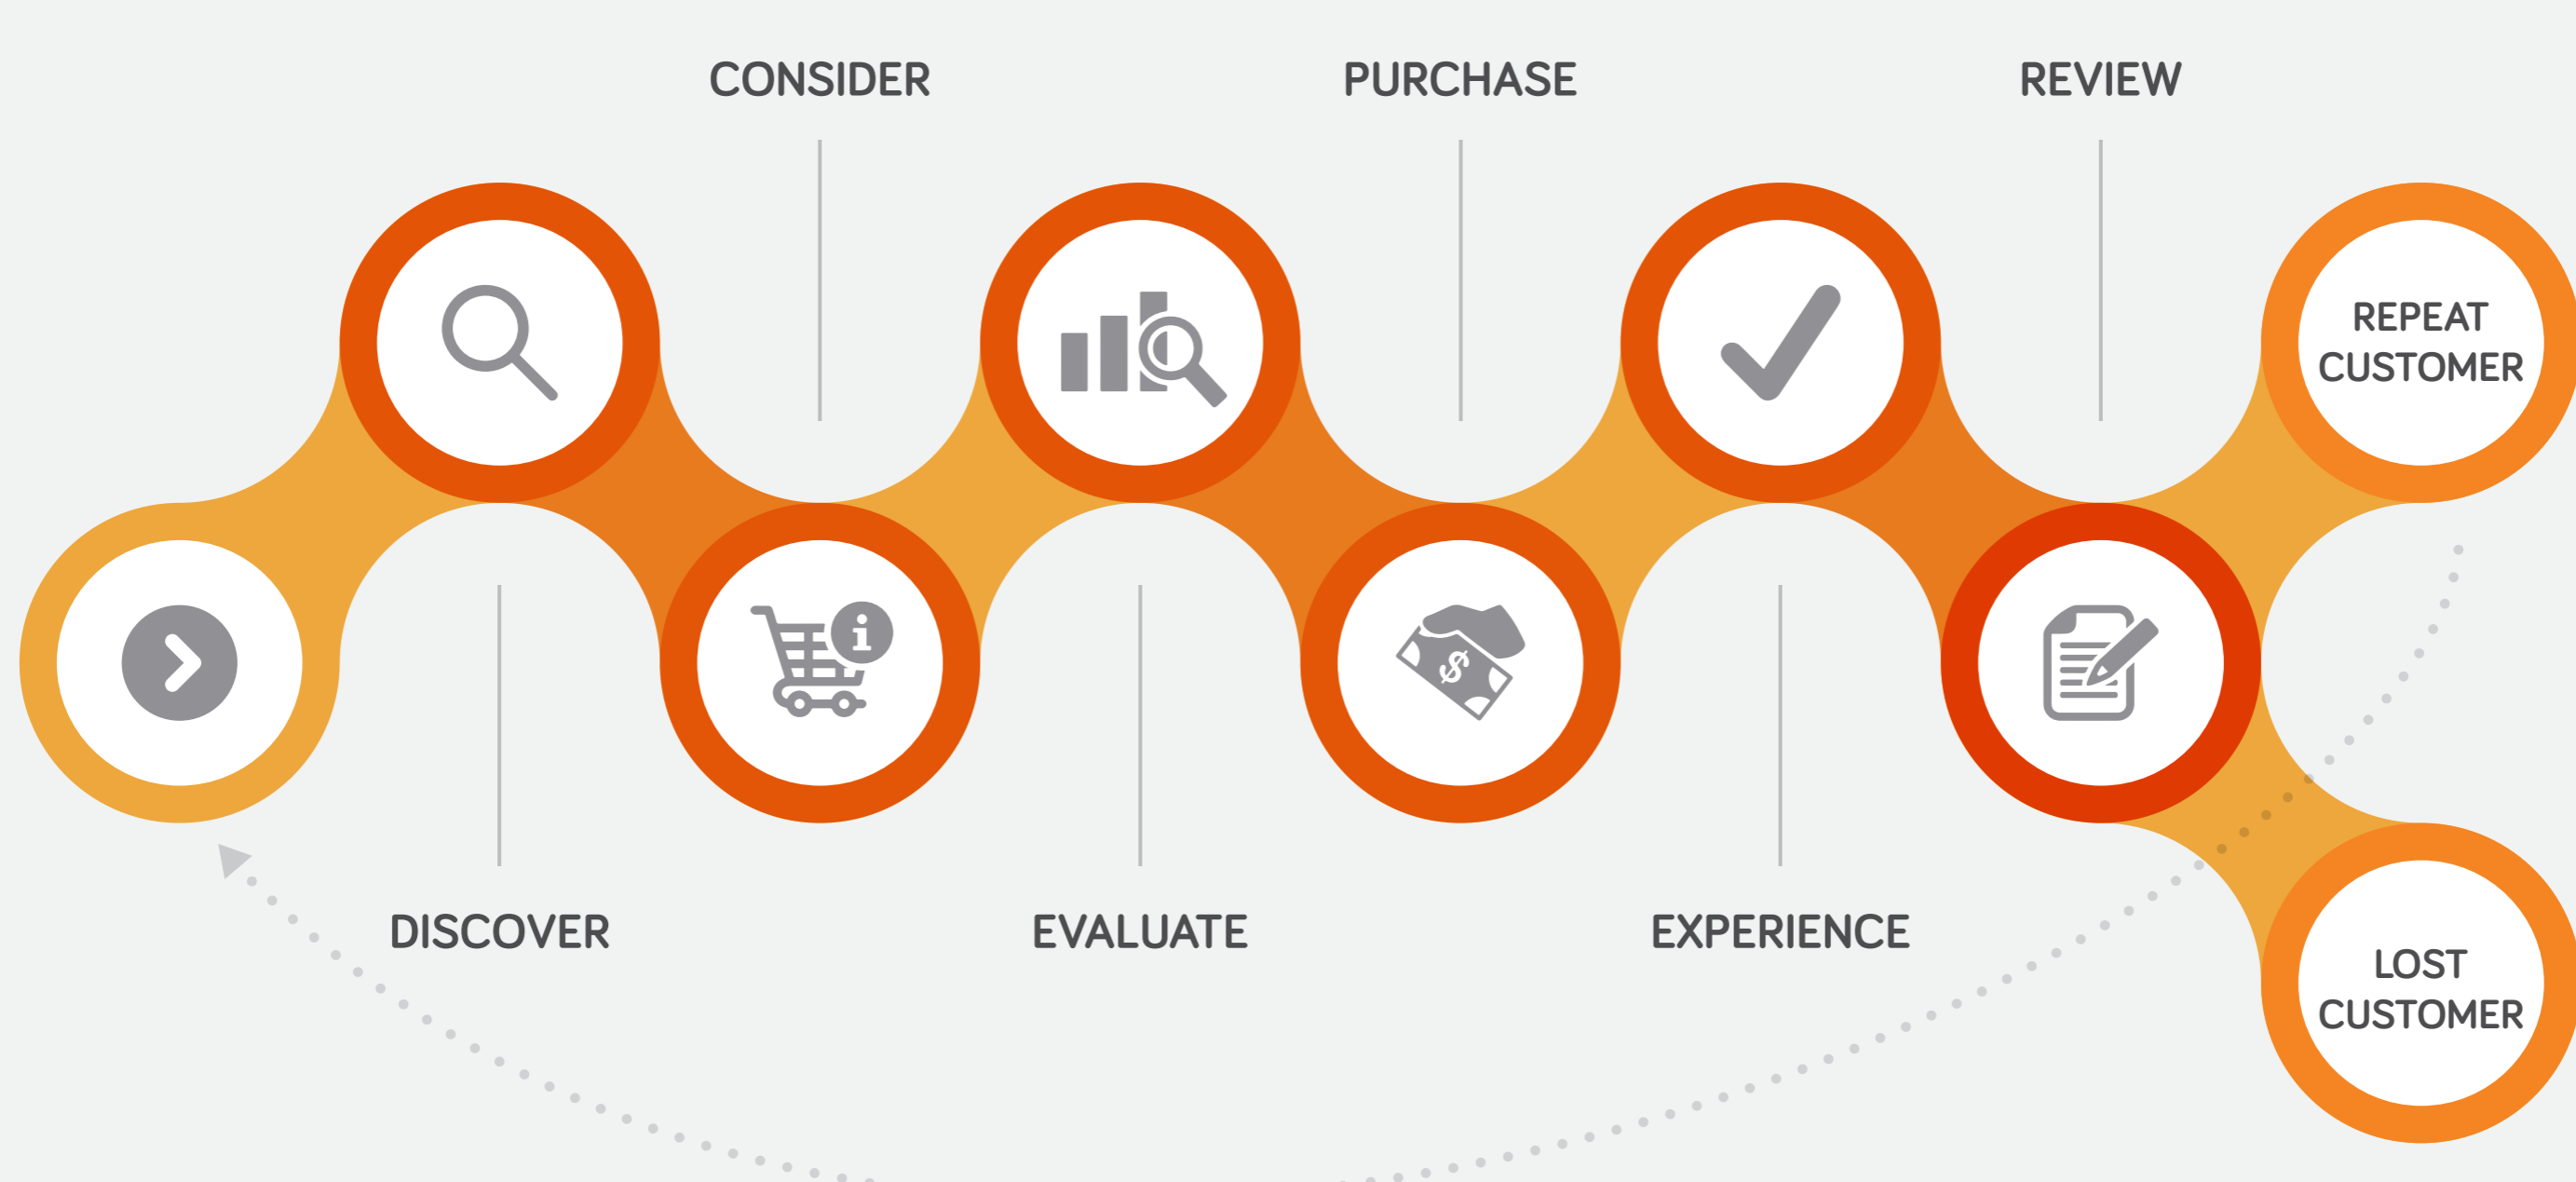 CONSIDER
PURCHASE
REVIEW
REPEAT
CUSTOMER
i
$
DISCOVER
EVALUATE
EXPERIENCE
LOST
CUSTOMER